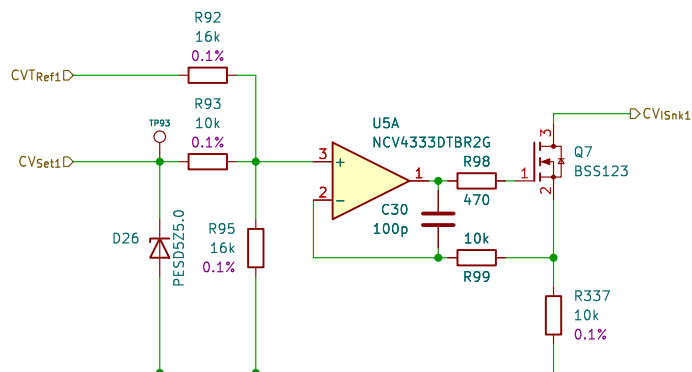 R92
16k
0.1%
CVTRef1
R93
10k
0.1%
TP93
CVSet1
U5A
NCV4333DTBR2G
3
+
2
−
1
R98
470
C30
100p
10k
R99
CVISnk1
3
Q7
BSS123
1
2
D26
PESD5Z5.0
R95
16k
0.1%
R337
10k
0.1%